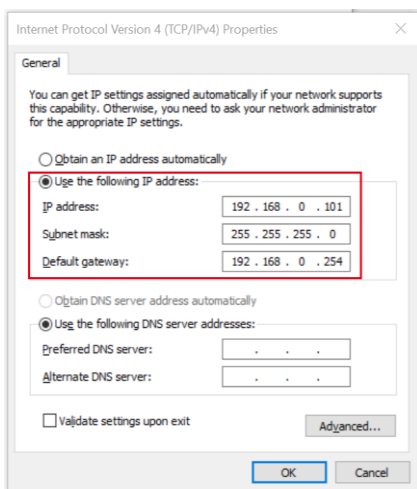 Internet Protocol Version 4 (TCP/IPv4) Properties
General
You can get IP settings assigned automatically if your network supports
this capability. Otherwise, you need to ask your network administrator
for the appropriate IP settings.
Obtain an IP address automatically
Use the following IP address:
IP address: 192 . 168 . 0 . 101
Subnet mask: 255 . 255 . 255 . 0
Default gateway: 192 . 168 . 0 . 254
Obtain DNS server address automatically
Use the following DNS server addresses:
Preferred DNS server: . . .
Alternate DNS server: . . .
Validate settings upon exit
Advanced...
OK Cancel